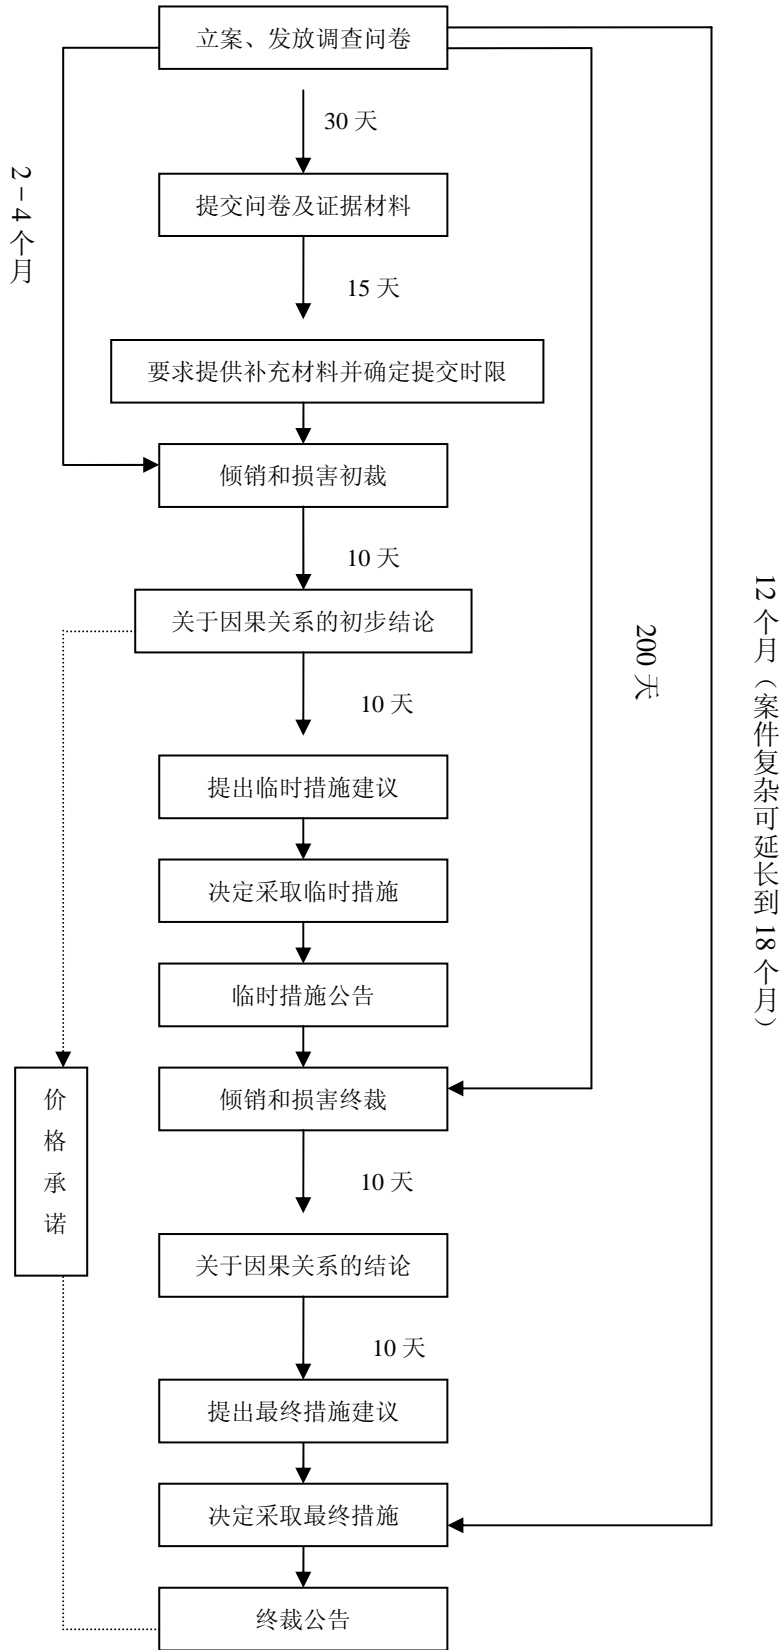 立案、发放调查问卷
30 天
2－4 个月
提交问卷及证据材料
15 天
要求提供补充材料并确定提交时限
倾销和损害初裁
10 天
12 个月（案件复杂可延长到 18 个月）
关于因果关系的初步结论
200 天
10 天
提出临时措施建议
决定采取临时措施
临时措施公告
倾销和损害终裁
价
格
承
诺
10 天
关于因果关系的结论
10 天
提出最终措施建议
决定采取最终措施
终裁公告